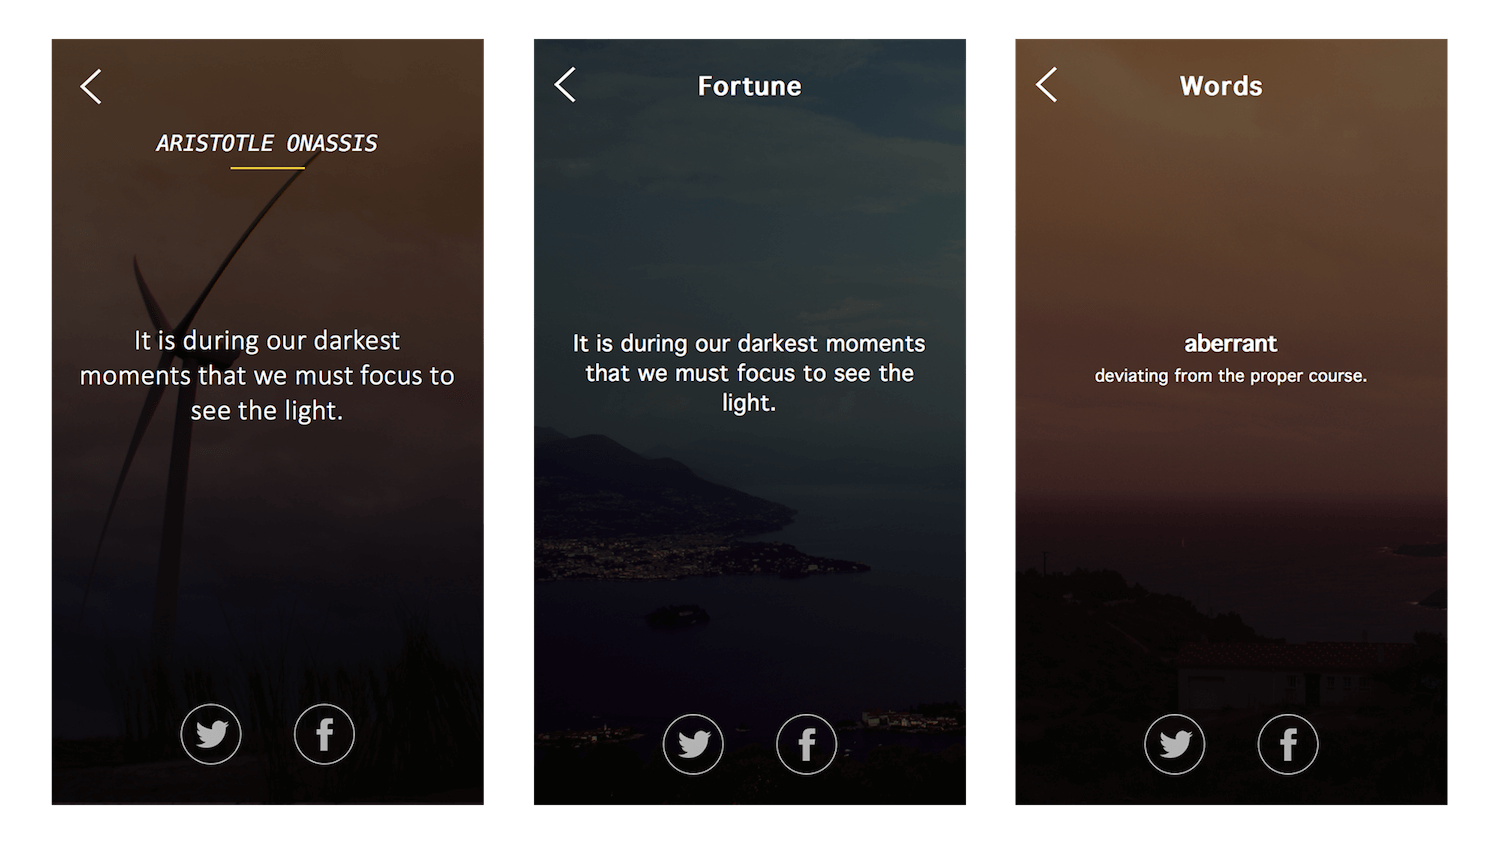 ARISTOTLE ONASSIS
It is during our darkest
moments that we must focus to
see the light.
Fortune
It is during our darkest moments
that we must focus to see the
light.
Words
aberrant
deviating from the proper course.